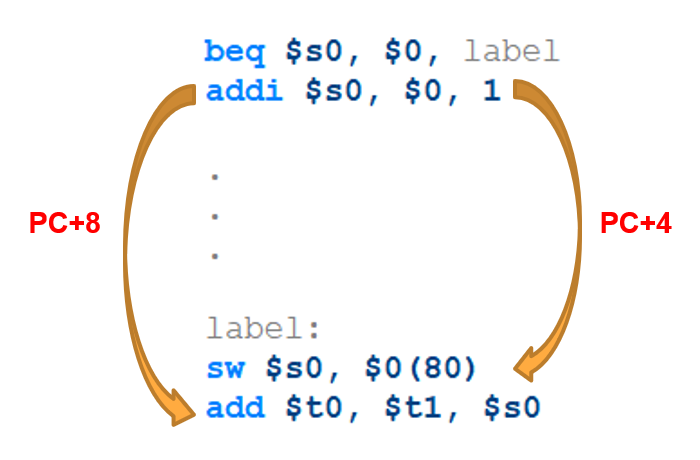 beq $s0, $0, label
addi $s0, $0, 1
.
PC+8
PC+4
.
.
label:
sw $s0, $0(80)
add $t0, $t1, $s0